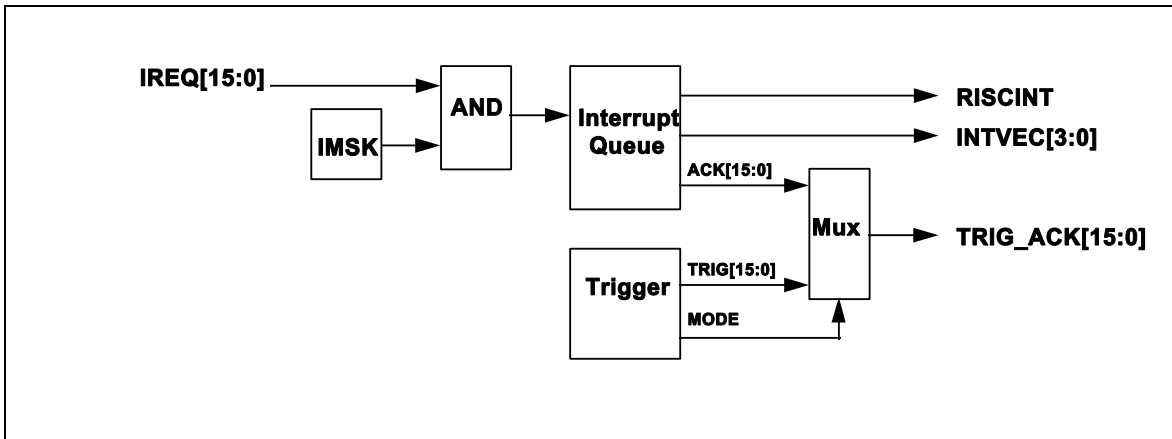 IREQ[15:0]
IMSK
AND
Interrupt
Queue
RISCINT
INTVEC[3:0]
ACK[15:0]
Mux
TRIG_ACK[15:0]
Trigger
TRIG[15:0]
MODE